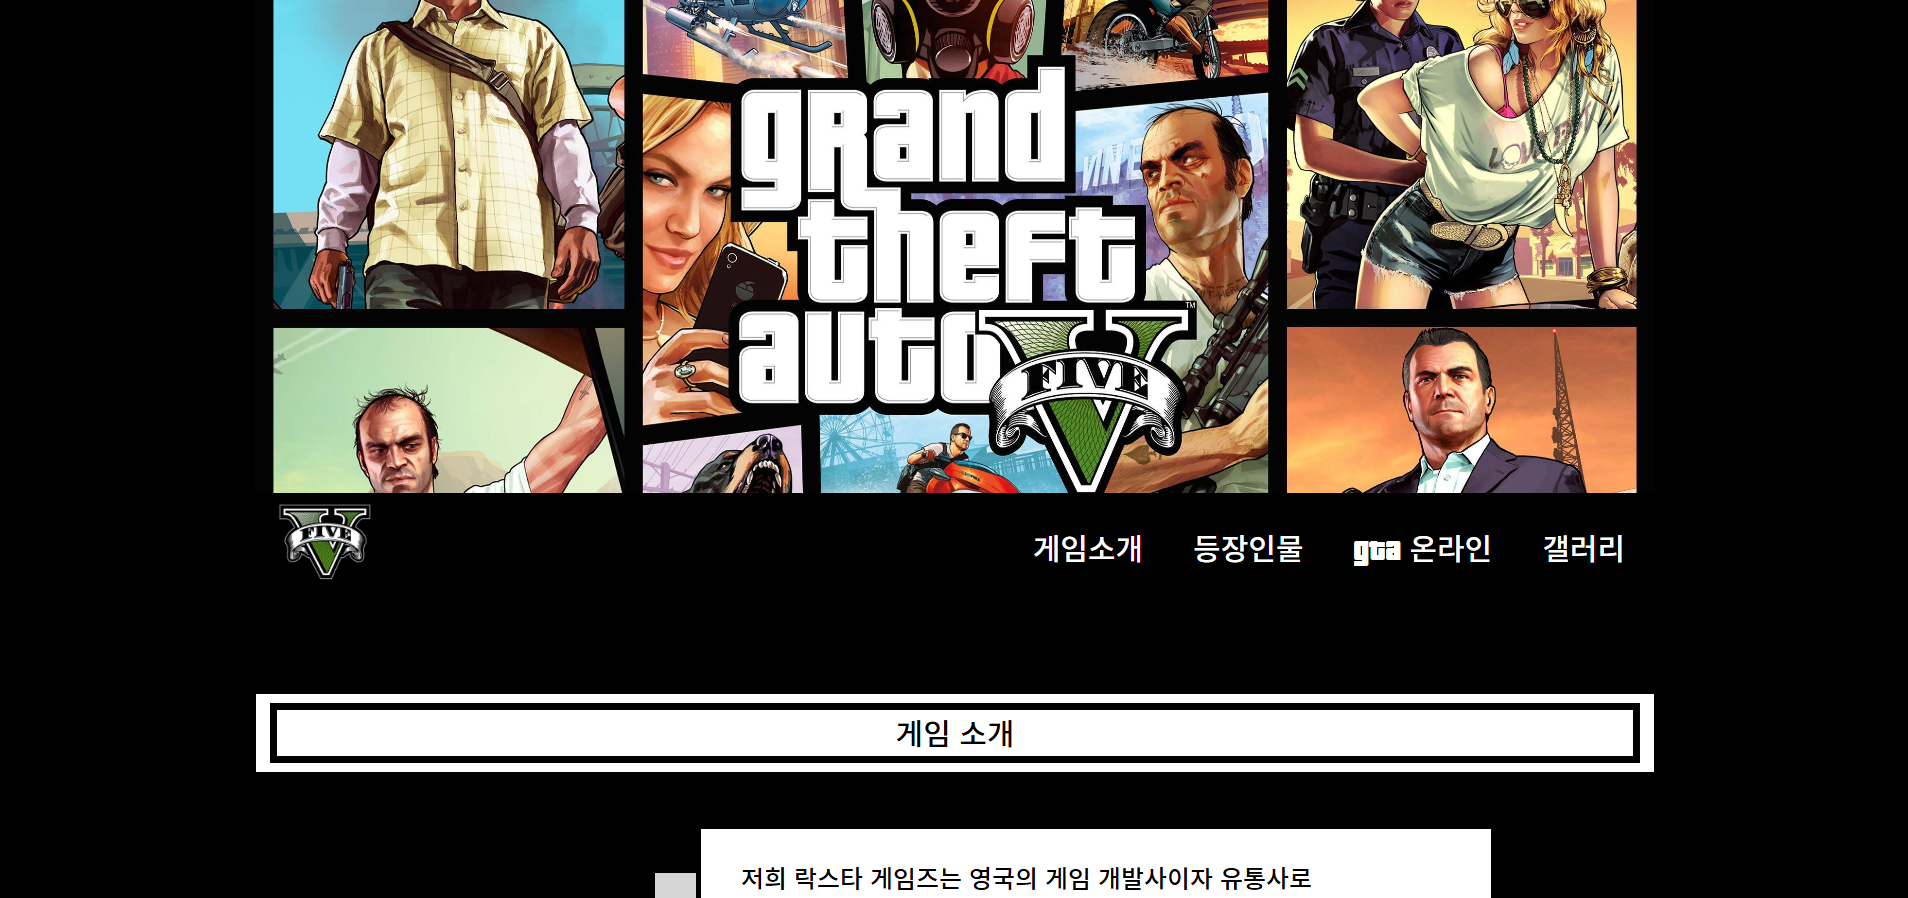 grand
theft
auto
V
FIVE
TM
FIVE
게임소개
등장인물
gta 온라인
갤러리
게임 소개
저희 락스타 게임즈는 영국의 게임 개발사이자 유통사로